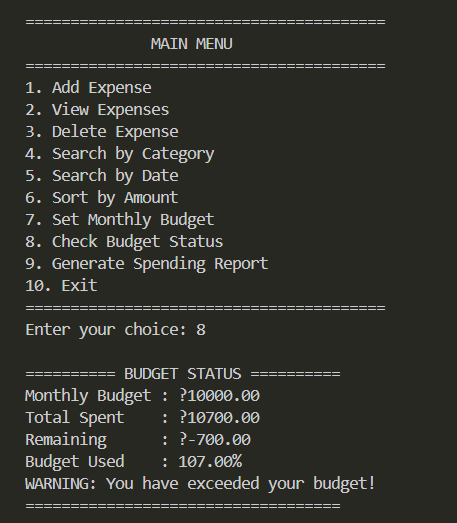 ========================================
MAIN MENU
========================================
1. Add Expense
2. View Expenses
3. Delete Expense
4. Search by Category
5. Search by Date
6. Sort by Amount
7. Set Monthly Budget
8. Check Budget Status
9. Generate Spending Report
10. Exit
========================================
Enter your choice: 8
========== BUDGET STATUS ==========
Monthly Budget : ?10000.00
Total Spent    : ?10700.00
Remaining      : ?-700.00
Budget Used    : 107.00%
WARNING: You have exceeded your budget!
===================================